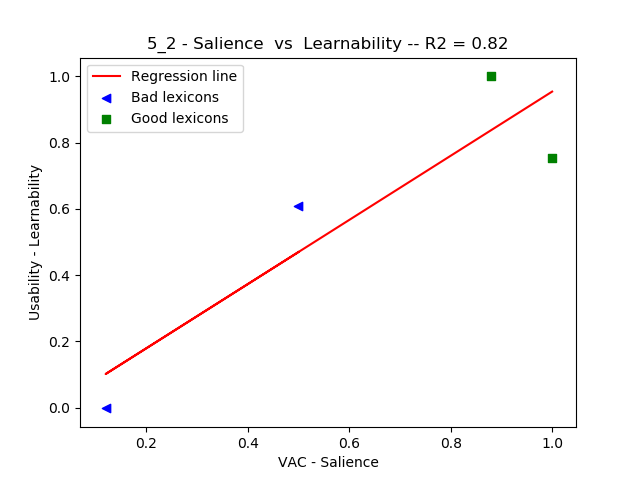 5_2 - Salience  vs  Learnability -- R2 = 0.82
Regression line
Bad lexicons
Good lexicons
1.0
0.8
0.6
0.4
0.2
0.0
Usability - Learnability
0.2
0.4
0.6
0.8
1.0
VAC - Salience